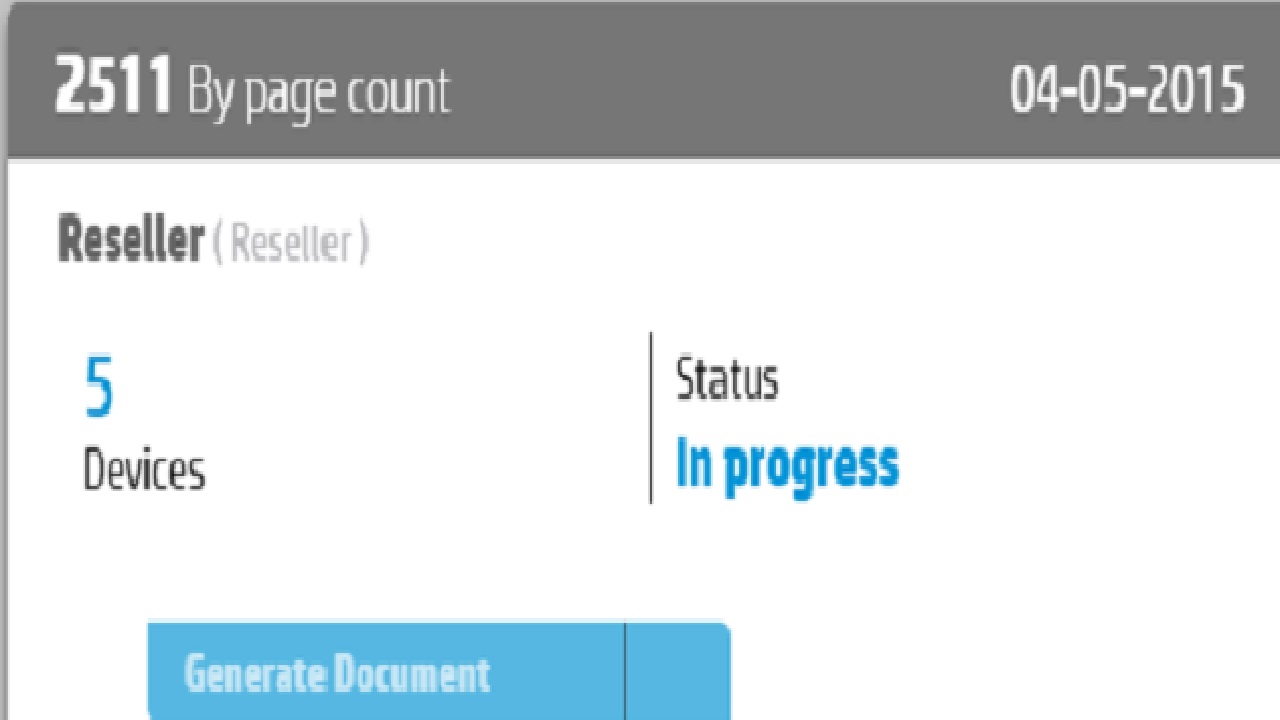 2511 By page count 04-05-2015
Reseller ( Reseller )
5
Devices
Status
In progress
Generate Document